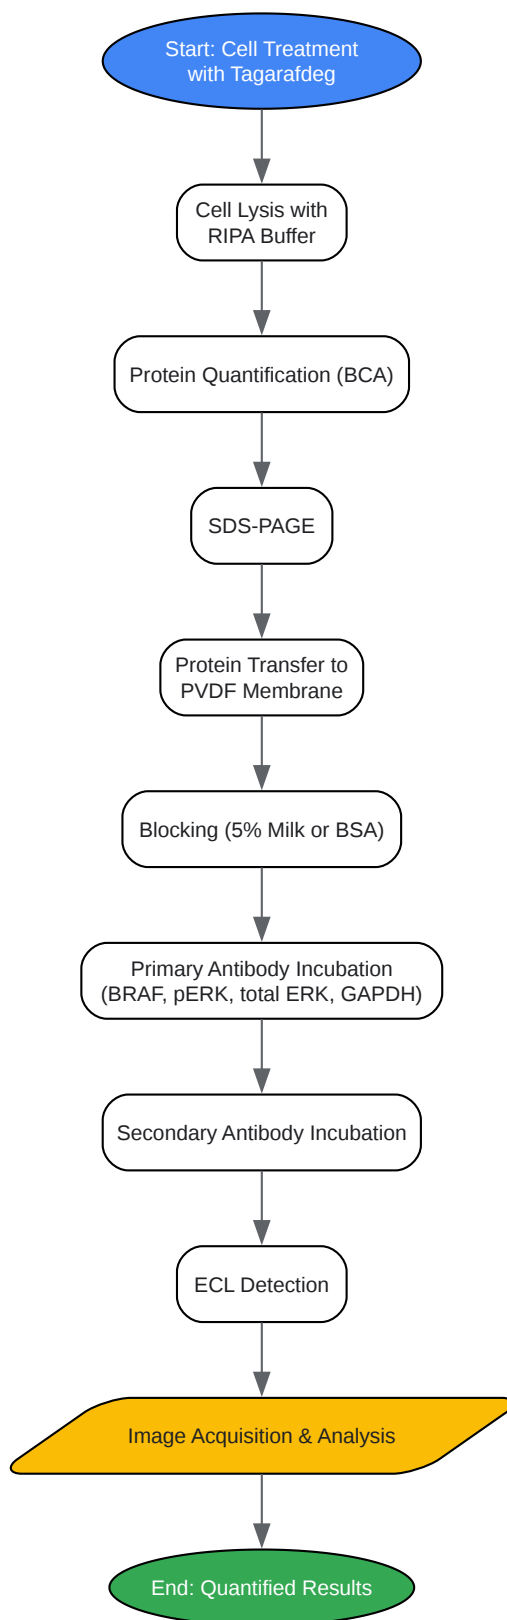 Start: Cell Treatment
with Tagarafdeg
Cell Lysis with
RIPA Buffer
Protein Quantification (BCA)
SDS-PAGE
Protein Transfer to
PVDF Membrane
Blocking (5% Milk or BSA)
Primary Antibody Incubation
(BRAF, pERK, total ERK, GAPDH)
Secondary Antibody Incubation
ECL Detection
Image Acquisition & Analysis
End: Quantified Results